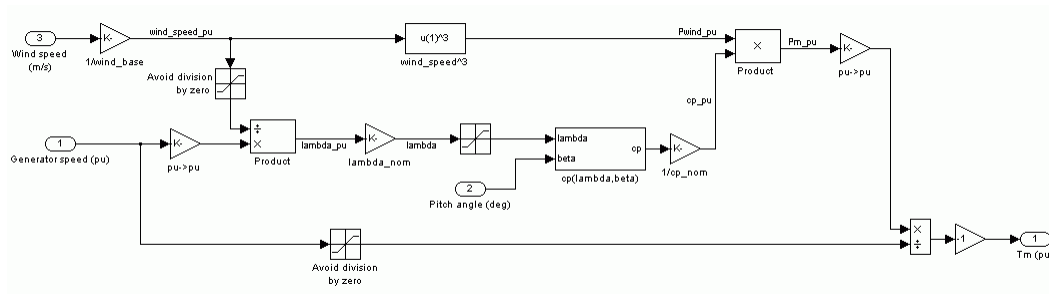 3
Wind speed
(m/s)
K-
1/wind_base
wind_speed_pu
u(1)^3
wind_speed^3
Pwind_pu
×
Product
Pm_pu
K-
pu->pu
Avoid division
by zero
cp_pu
1
Generator speed (pu)
K-
pu->pu
÷
×
Product
lambda_pu
K-
lambda_nom
lambda
lambda
beta
cp
cp(lambda,beta)
K-
1/cp_nom
2
Pitch angle (deg)
Avoid division
by zero
×
÷
-1
1
Tm (pu